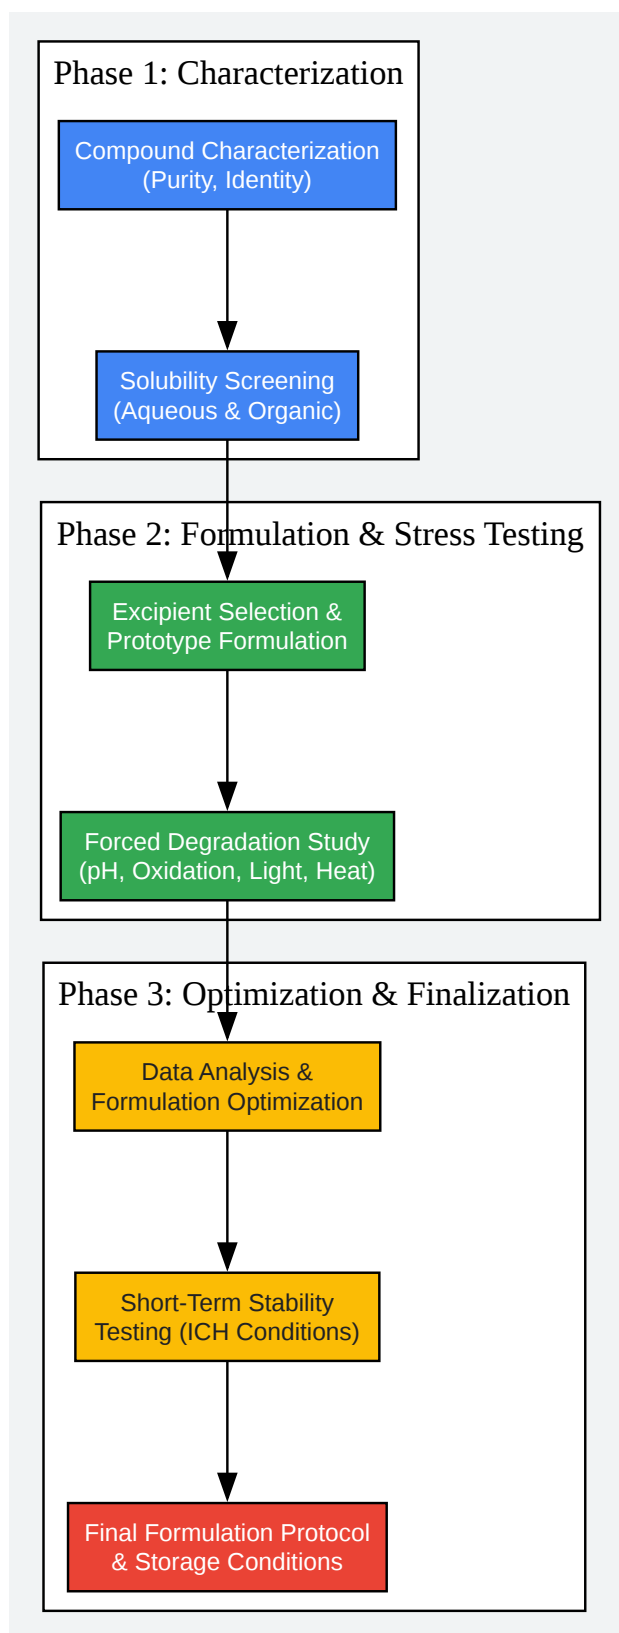 Phase 1: Characterization
Compound Characterization
(Purity, Identity)
Solubility Screening
(Aqueous & Organic)
Phase 2: Formulation & Stress Testing
Excipient Selection &
Prototype Formulation
Forced Degradation Study
(pH, Oxidation, Light, Heat)
Phase 3: Optimization & Finalization
Data Analysis &
Formulation Optimization
Short-Term Stability
Testing (ICH Conditions)
Final Formulation Protocol
& Storage Conditions